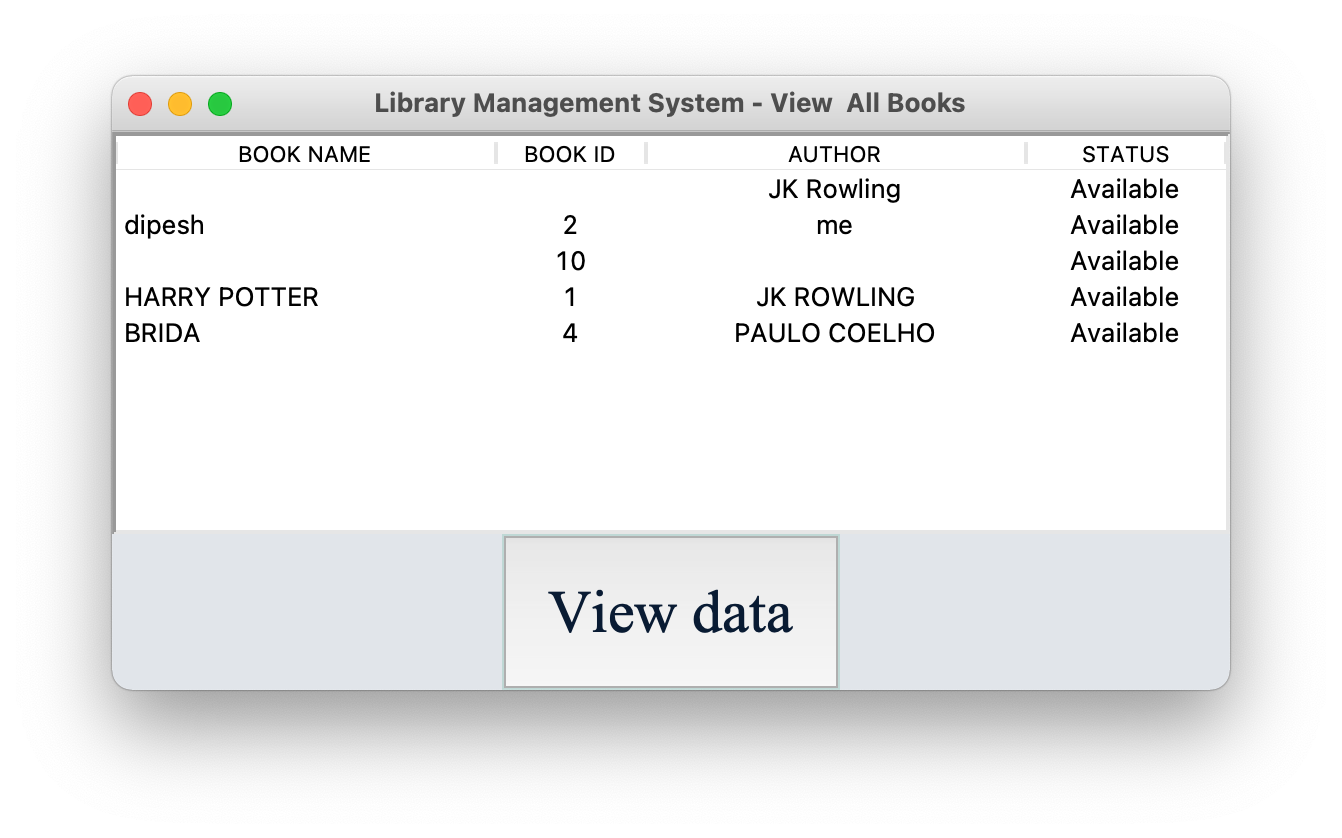 Library Management System - View  All Books
BOOK NAME BOOK ID AUTHOR STATUS
JK Rowling Available
dipesh 2 me Available
10 Available
HARRY POTTER 1 JK ROWLING Available
BRIDA 4 PAULO COELHO Available
View data